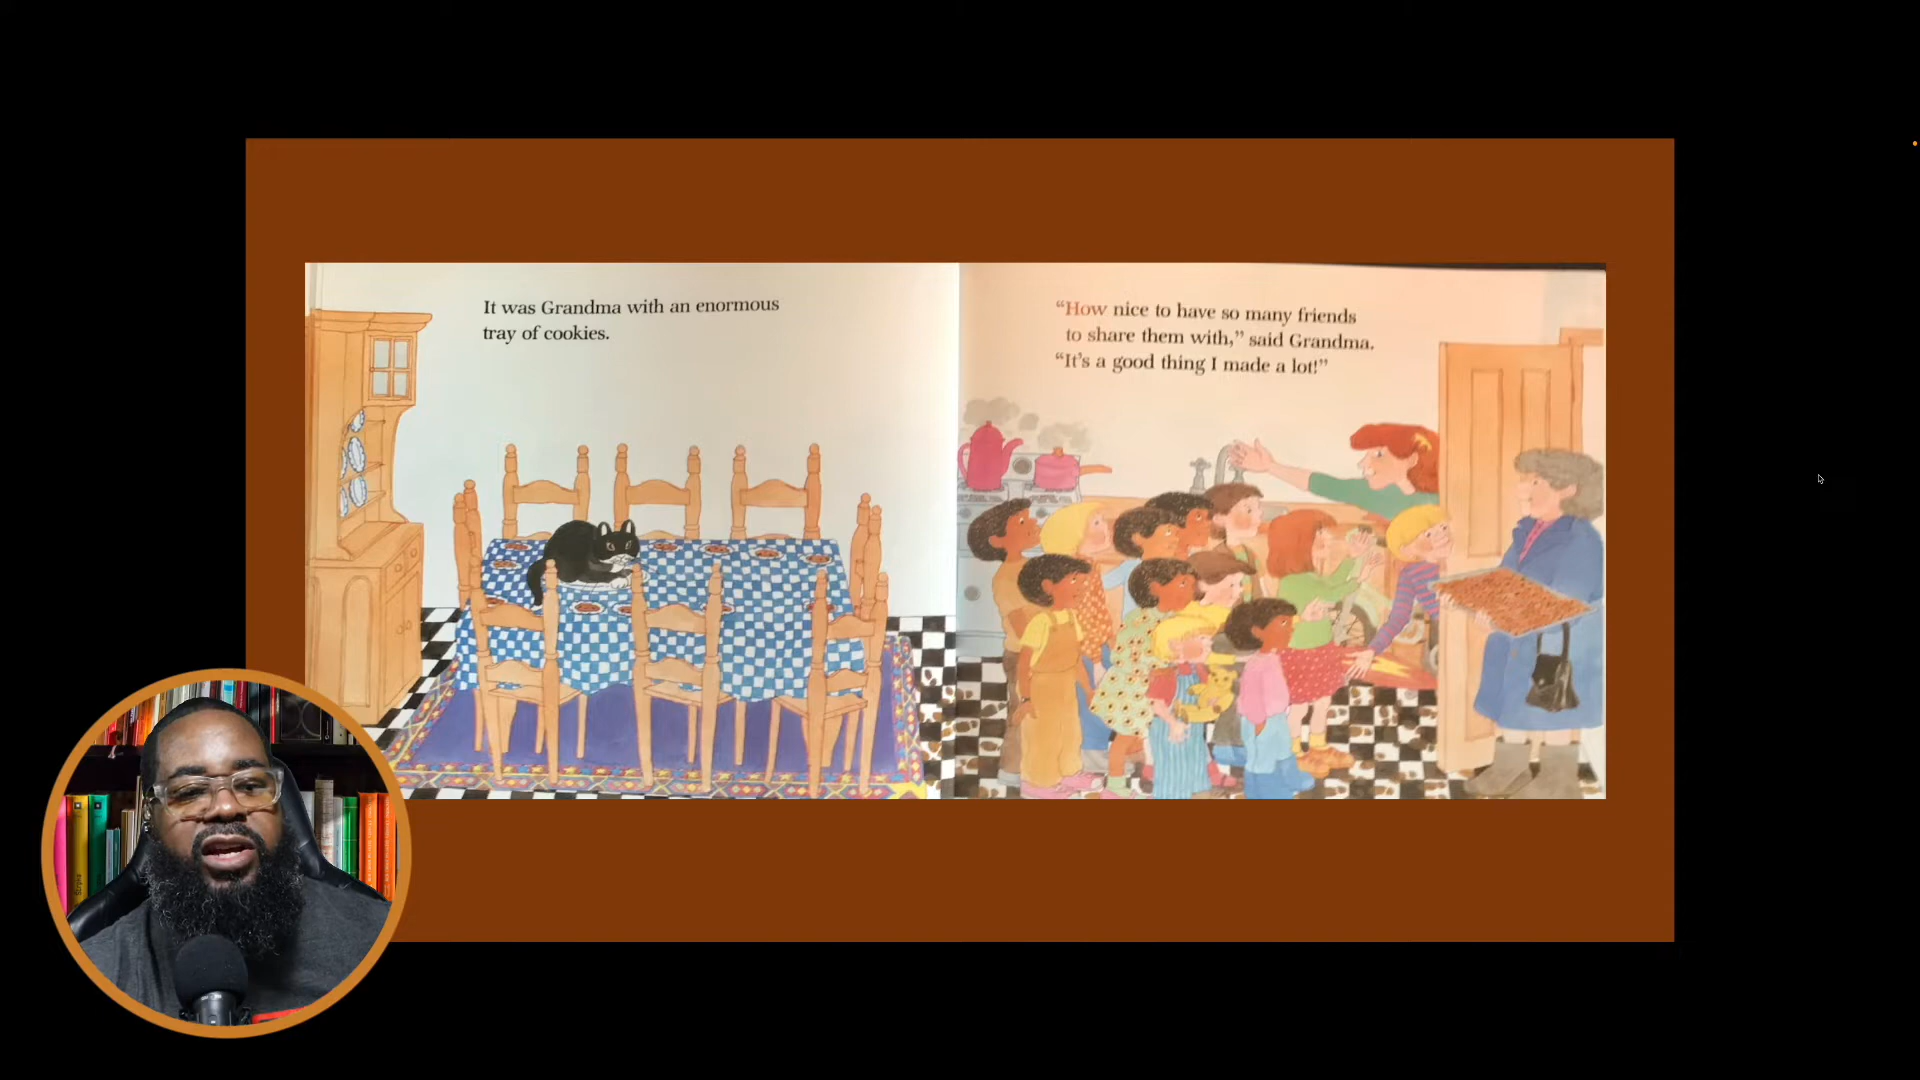 It was Grandma with an enormous
tray of cookies.
“How nice to have so many friends
to share them with,” said Grandma.
“It’s a good thing I made a lot!”